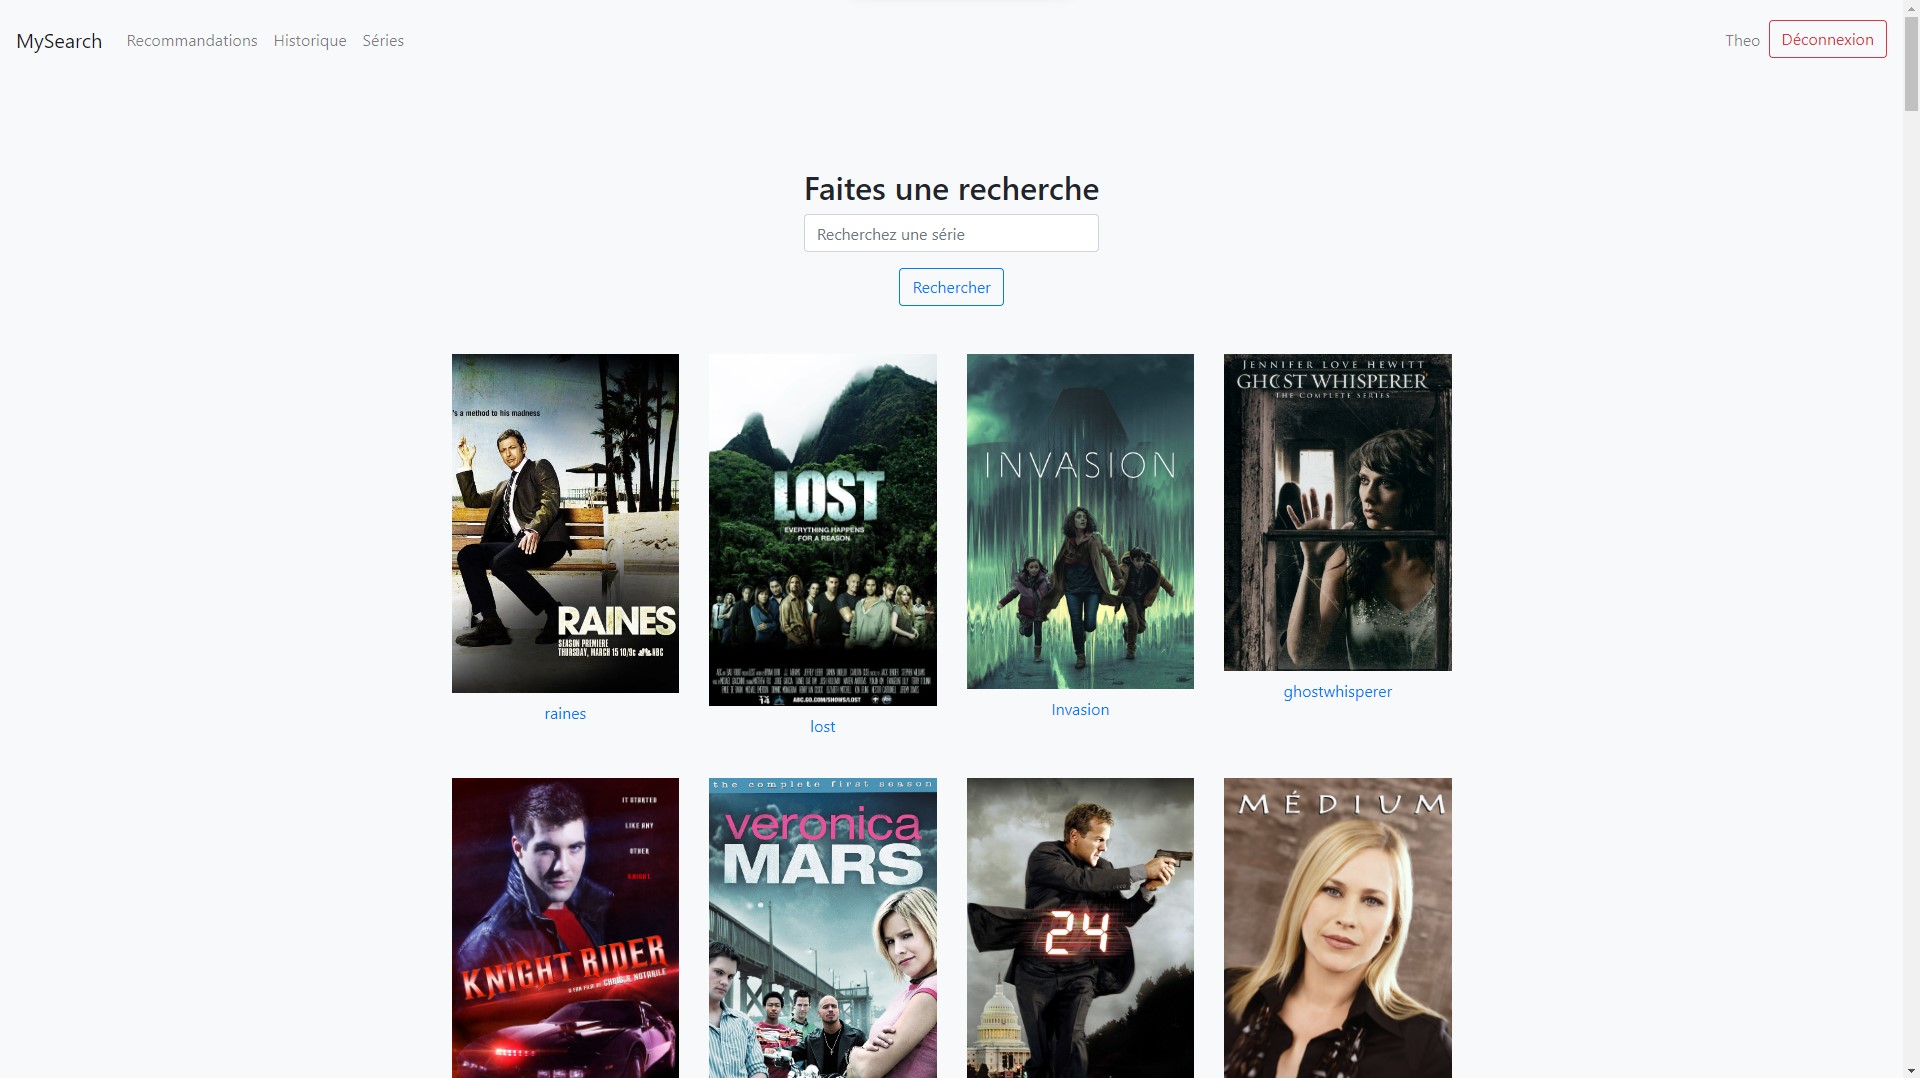 MySearch Recommandations Historique Séries Theo Déconnexion
Faites une recherche
Recherchez une série
Rechercher
's a method to his madness
RAINES
SEASON PREMIERE
THURSDAY, MARCH 15 10/9c NBC
raines
LOST
EVERYTHING HAPPENS
FOR A REASON
ABC.GO.COM/SHOWS/LOST
lost
INVASION
Invasion
JENNIFER LOVE HEWITT
GHOST WHISPERER
THE COMPLETE SERIES
ghostwhisperer
IT STARTED
LIKE ANY
OTHER
KNIGHT
KNIGHT RIDER
the complete first season
veronica
MARS
24
MÉDIUM